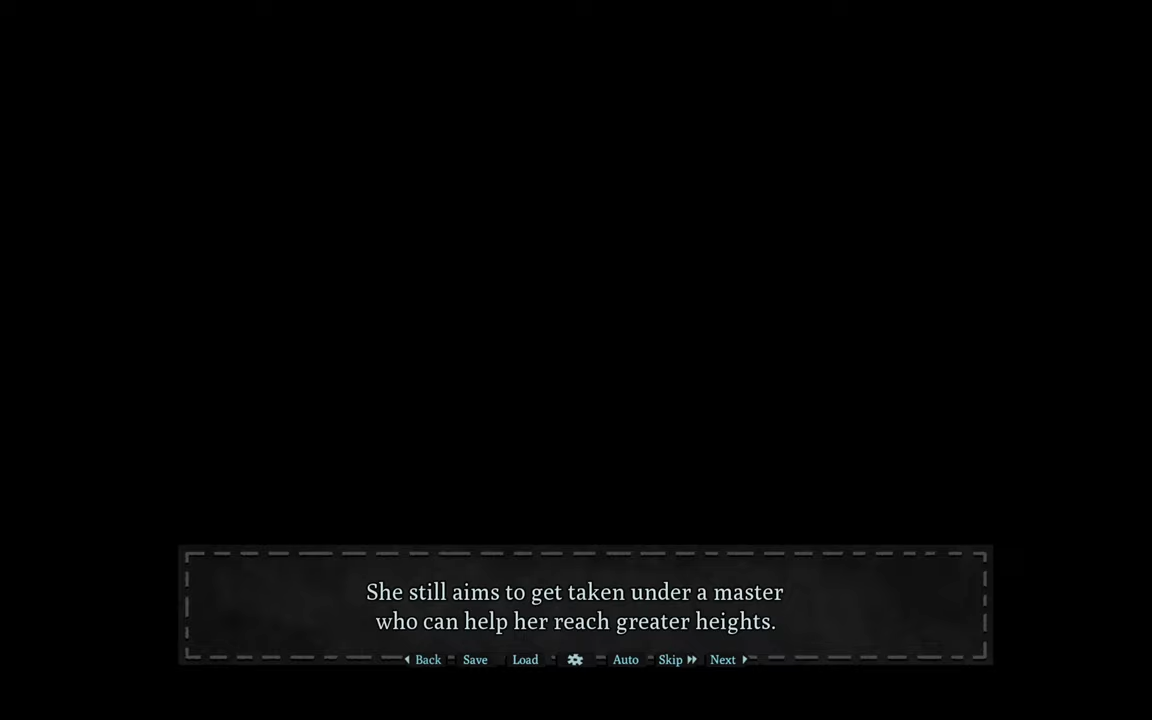 She still aims to get taken under a master
who can help her reach greater heights.
Back Save Load Auto Skip Next